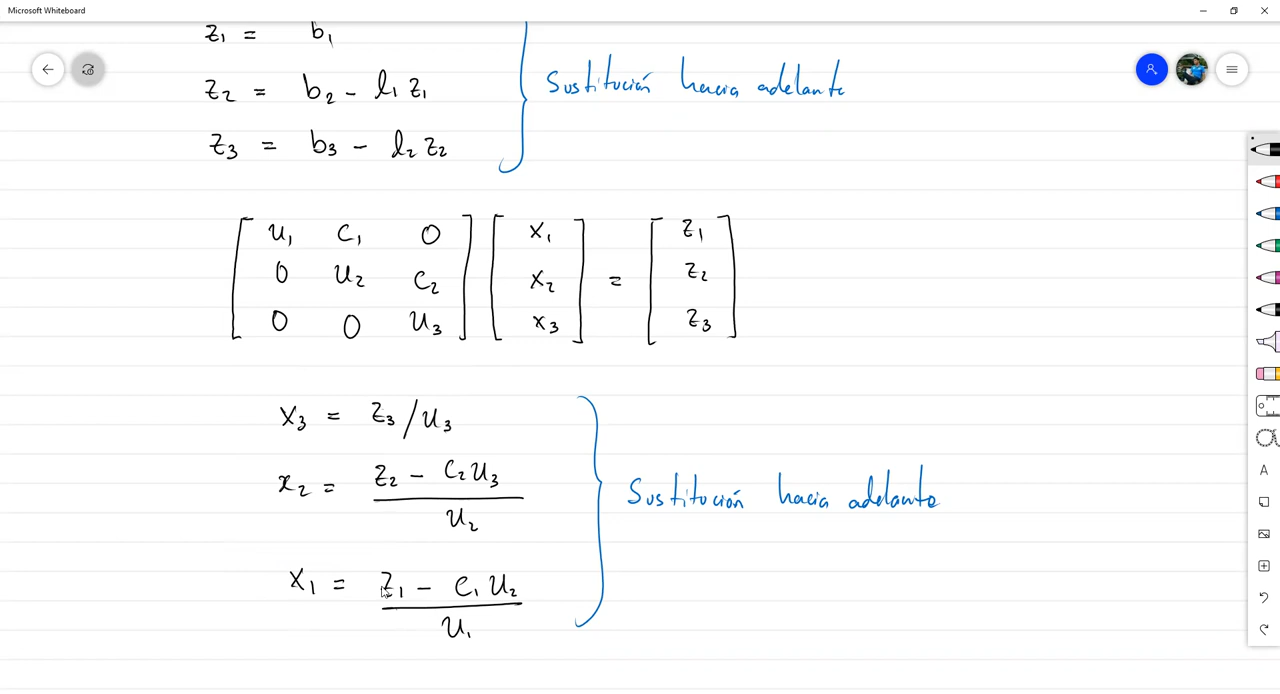 Microsoft Whiteboard
z₁ = b₁
z₂ = b₂ - l₁ z₁
z₃ = b₃ - l₂ z₂
Sustitución hacia adelante
u₁ c₁ 0 x₁ z₁
0 u₂ c₂ x₂ = z₂
0 0 u₃ x₃ z₃
x₃ = z₃/u₃
x₂ = z₂ - c₂ u₃
u₂
Sustitución hacia adelante
x₁ = z₁ - c₁ u₂
u₁
A